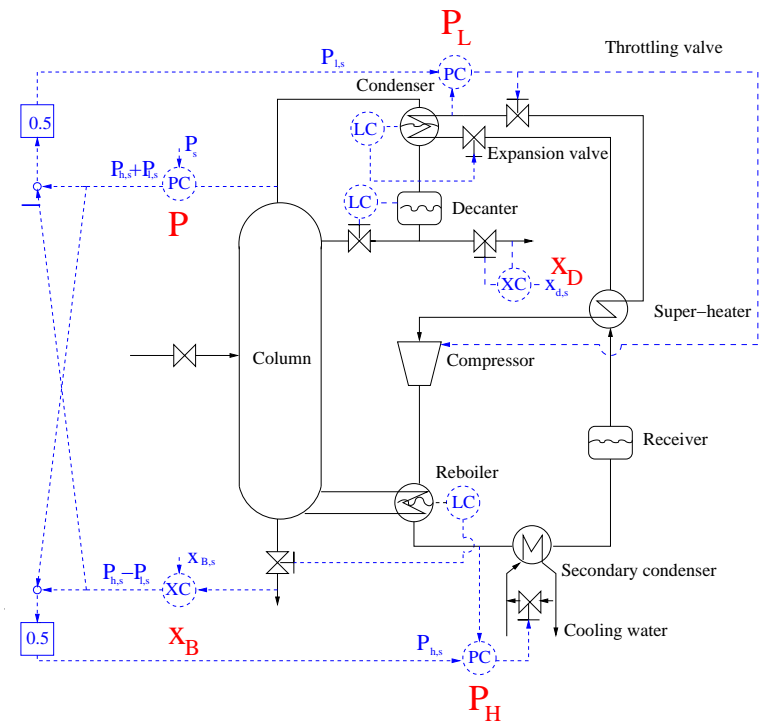 P_L
Throttling valve
P_l,s
PC
Condenser
0.5
LC
P_s
Expansion valve
P_h,s+P_l,s
PC
LC
Decanter
P
x_D
XC
x_d,s
Super-heater
Column
Compressor
Receiver
Reboiler
LC
x_B,s
P_h,s-P_l,s
XC
Secondary condenser
0.5
x_B
P_h,s
Cooling water
PC
P_H